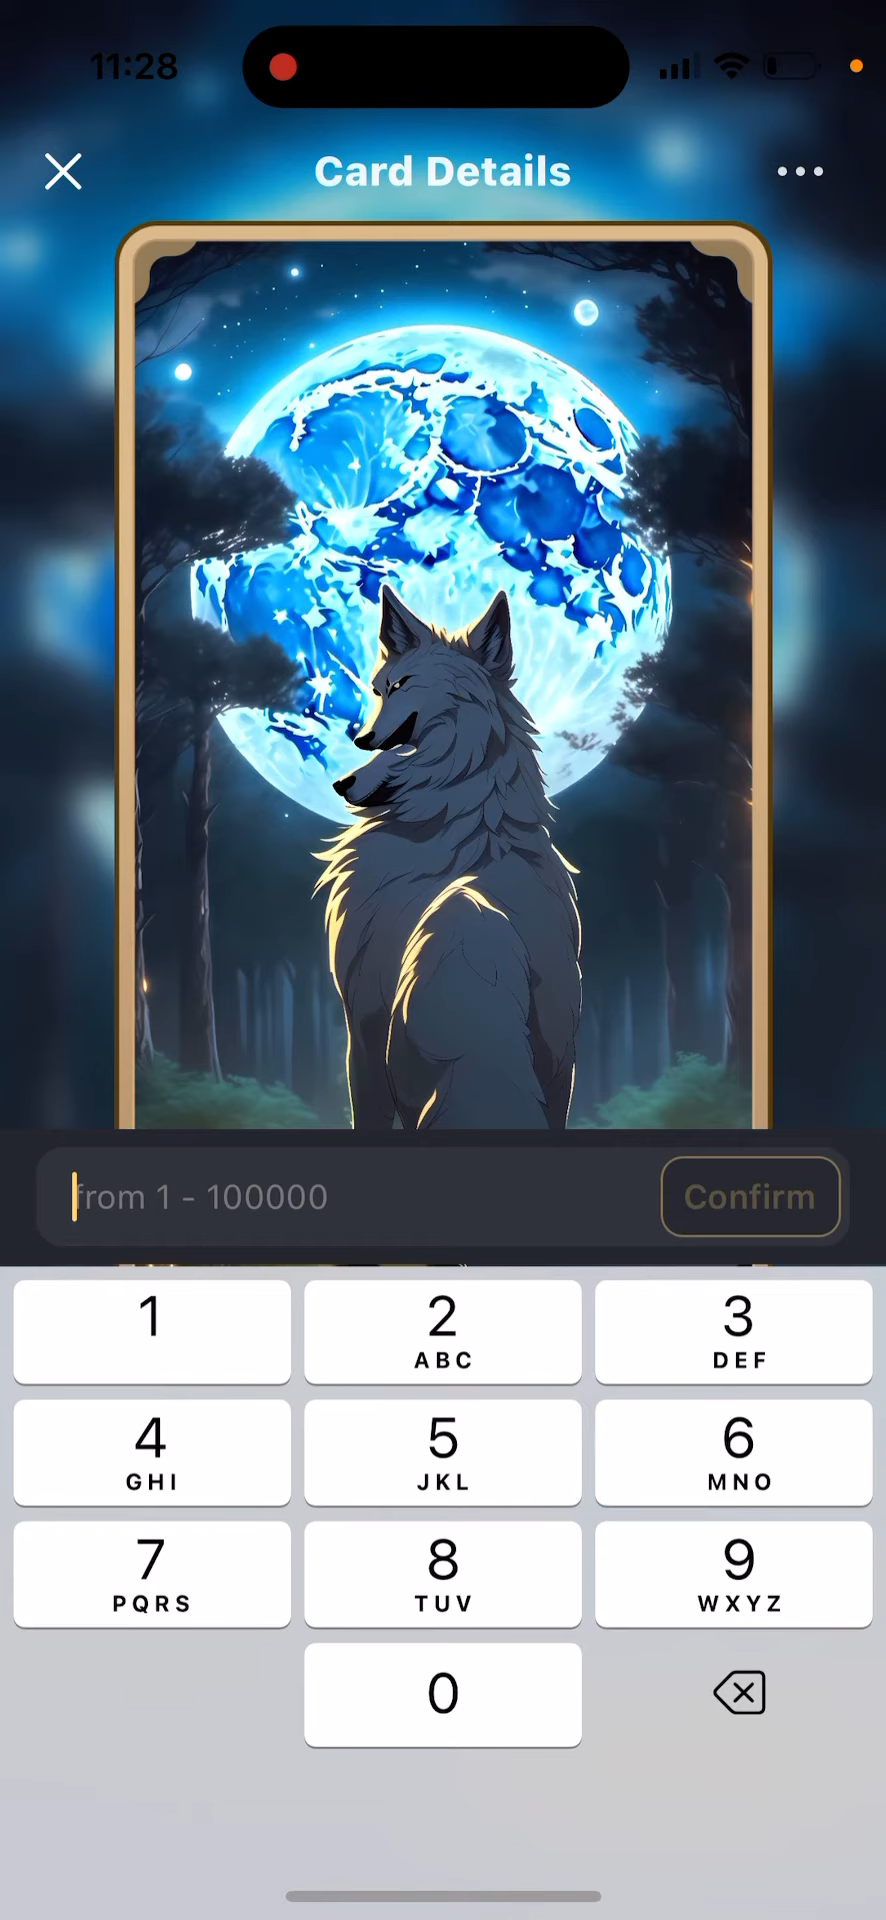 11:28
Card Details
from 1 - 100000
Confirm
1
2
ABC
3
DEF
4
GHI
5
JKL
6
MNO
7
PQRS
8
TUV
9
WXYZ
0